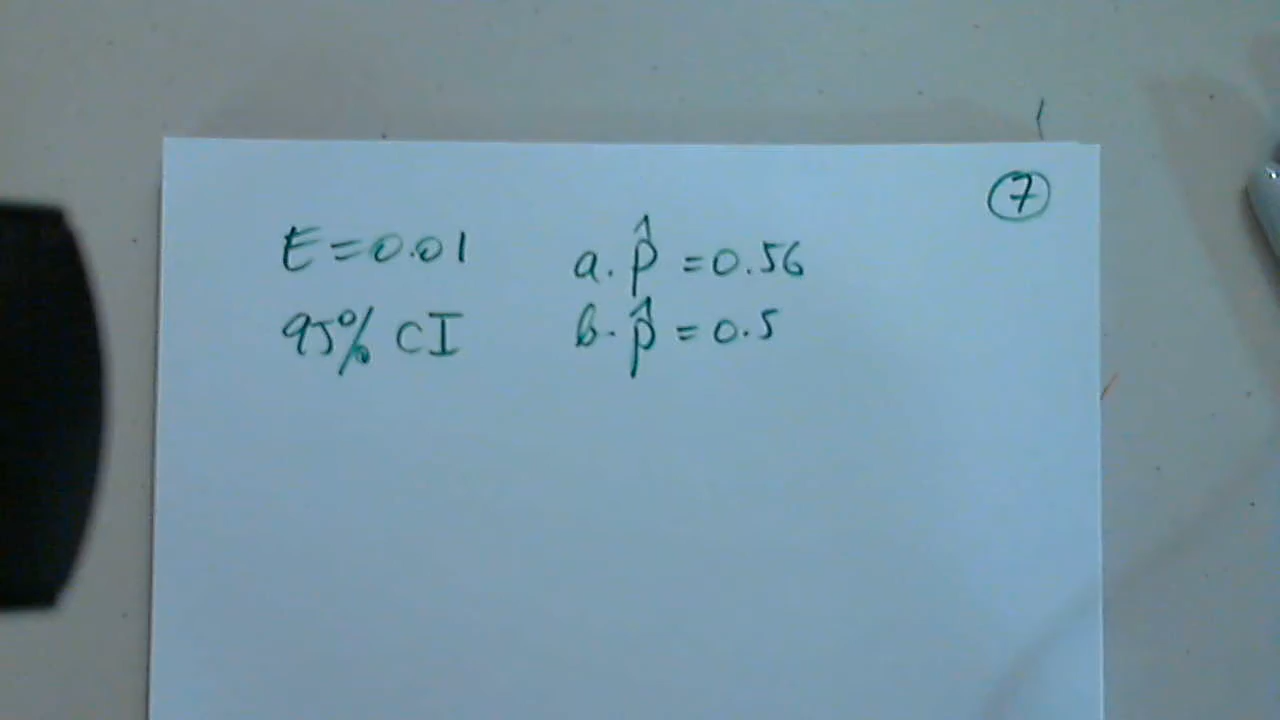 7
E=0.01
95% CI
a. p̂ =0.56
b. p̂ = 0.5